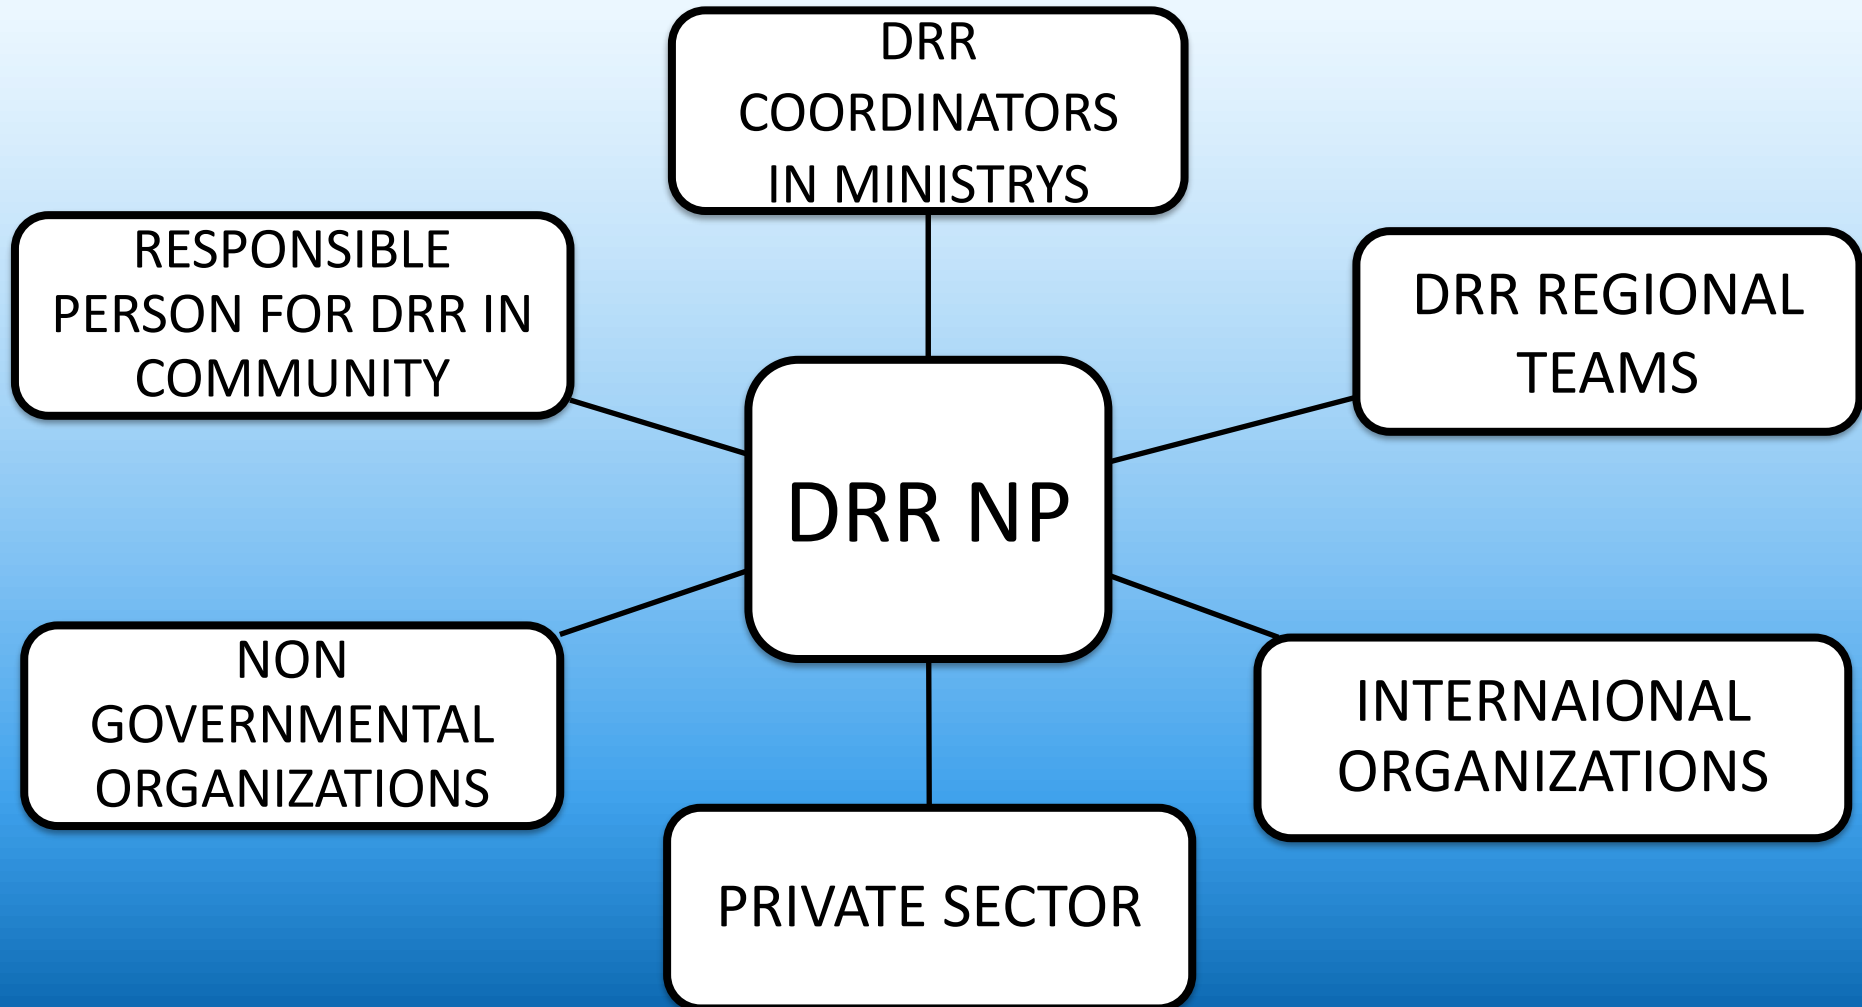 DRR
COORDINATORS
IN MINISTRYS
RESPONSIBLE
PERSON FOR DRR IN
COMMUNITY
DRR REGIONAL
TEAMS
DRR NP
NON
GOVERNMENTAL
ORGANIZATIONS
INTERNAIONAL
ORGANIZATIONS
PRIVATE SECTOR